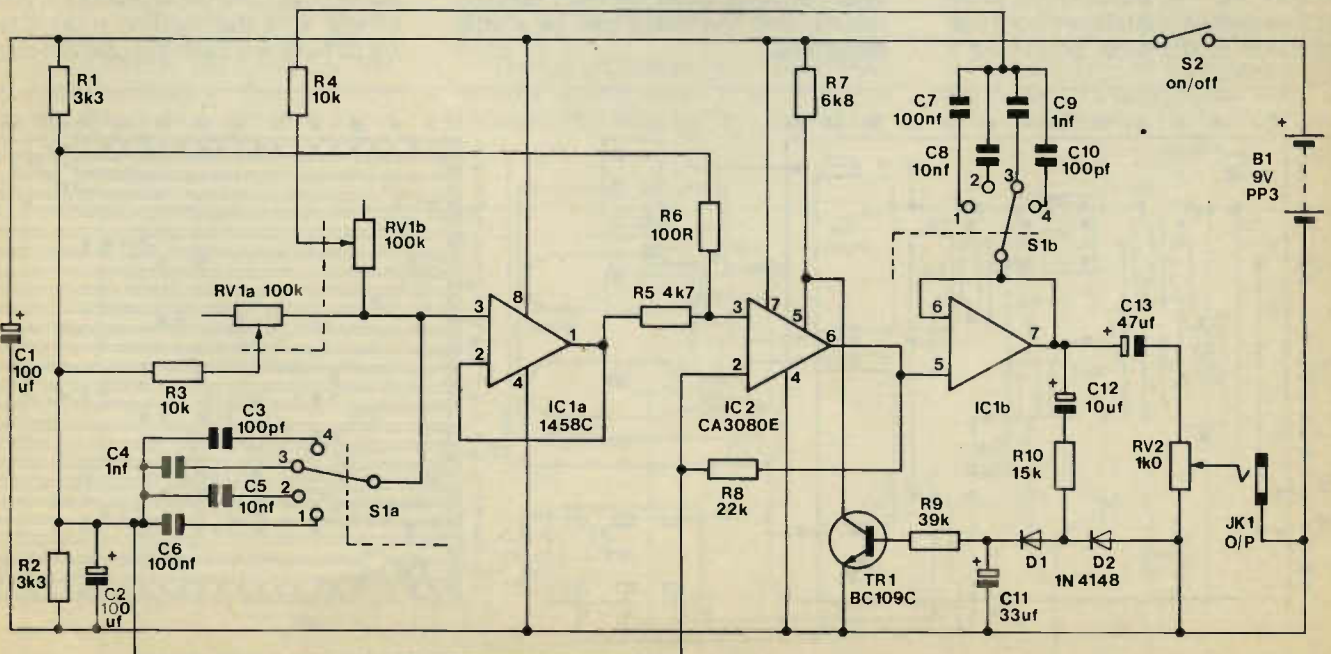 R1
3k3
R4
10k
RV1b
100k
RV1a 100k
R3
10k
C1
100
uf
C3
100pf
C4
1nf
C5
10nf
C6
100nf
4
3
2
1
S1a
R2
3k3
C2
100
uf
3
2
8
4
1
IC1a
1458C
R5 4k7
R6
100R
R7
6k8
3
7
5
2
4
6
IC2
CA3080E
R8
22k
C7
100nf
C8
10nf
C9
1nf
C10
100pf
1
2
3
4
S1b
6
5
7
IC1b
C13
47uf
C12
10uf
R10
15k
RV2
1k0
JK1
O/P
R9
39k
D1
D2
1N4148
C11
33uf
TR1
BC109C
S2
on/off
B1
9V
PP3
+
+
+
+
+
+